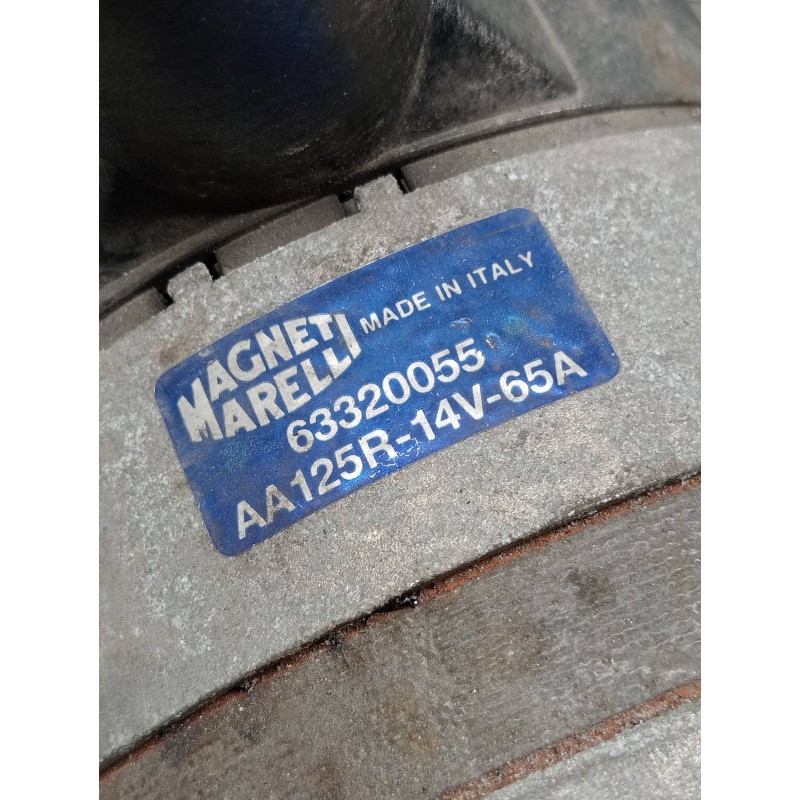 MAGNETI
MARELLI
MADE IN ITALY
63320055
AA125R-14V-65A